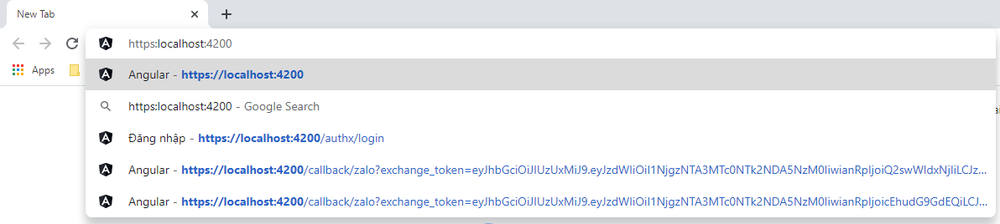 New Tab
https:localhost:4200
Apps
Angular - https://localhost:4200
https:localhost:4200 - Google Search
Đăng nhập - https://localhost:4200/authx/login
Angular - https://localhost:4200/callback/zalo?exchange_token=eyJhbGciOiJIUzUxMiJ9.eyJzdWIiOiI1NjgzNTA3MTc0NTk2NDA5NzM0IiwianRpIjoiQ2swWldxNjliLCJz...
Angular - https://localhost:4200/callback/zalo?exchange_token=eyJhbGciOiJIUzUxMiJ9.eyJzdWIiOiI1NjgzNTA3MTc0NTk2NDA5NzM0IiwianRpIjoicEhudG9GdEQiLCJ...